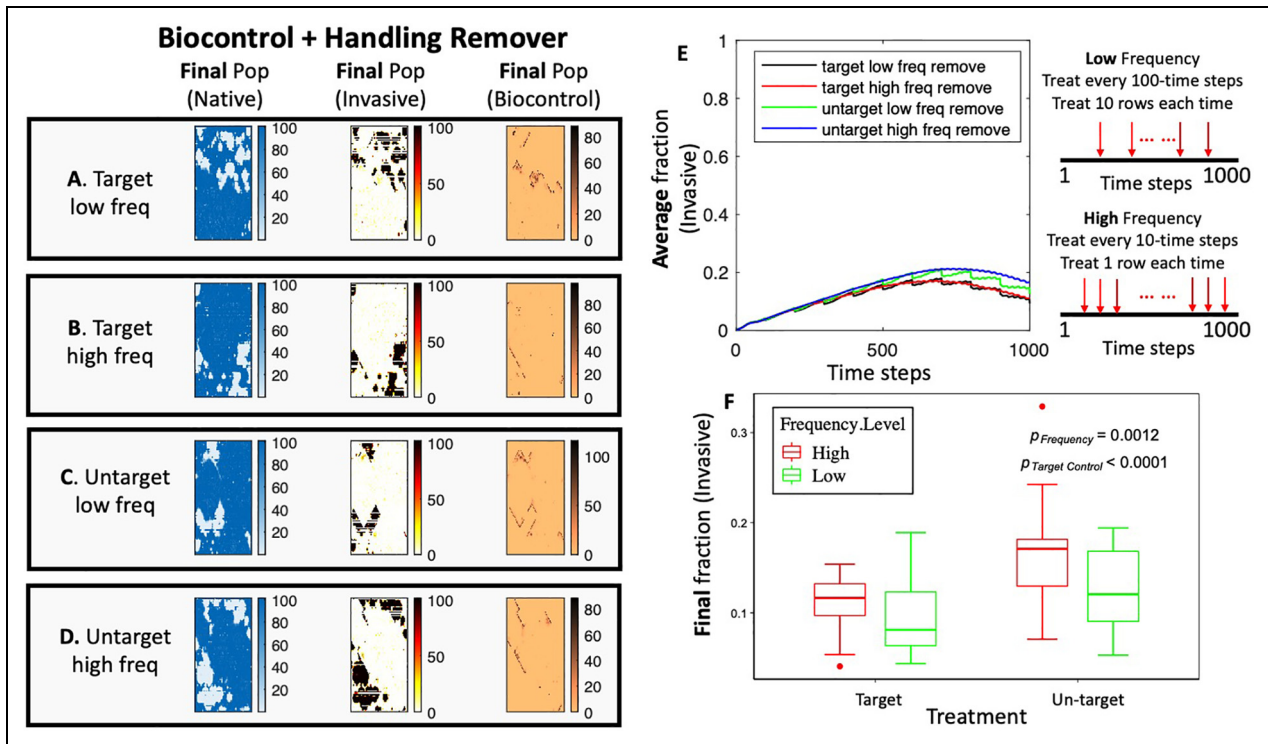 Biocontrol + Handling Remover
Final Pop
(Native)
Final Pop
(Invasive)
Final Pop
(Biocontrol)
A. Target
low freq
100
80
60
40
20
100
50
0
80
60
40
20
0
B. Target
high freq
100
80
60
40
20
100
50
0
80
60
40
20
0
C. Untarget
low freq
100
80
60
40
20
100
50
0
100
50
0
D. Untarget
high freq
100
80
60
40
20
100
50
0
80
60
40
20
0
E
Average fraction
(Invasive)
1
0.8
0.6
0.4
0.2
0
0
500
1000
Time steps
target low freq remove
target high freq remove
untarget low freq remove
untarget high freq remove
Low Frequency
Treat every 100-time steps
Treat 10 rows each time
... ...
1
Time steps
1000
High Frequency
Treat every 10-time steps
Treat 1 row each time
... ...
1
1000
Time steps
F
Final fraction (Invasive)
0.3
0.2
0.1
Frequency.Level
High
Low
p Frequency = 0.0012
p Target Control < 0.0001
Target
Un-target
Treatment